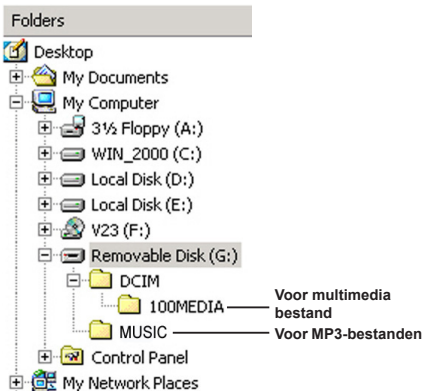 Folders
Desktop
My Documents
My Computer
3½ Floppy (A:)
WIN_2000 (C:)
Local Disk (D:)
Local Disk (E:)
V23 (F:)
Removable Disk (G:)
DCIM
100MEDIA
Voor multimedia
bestand
MUSIC
Voor MP3-bestanden
Control Panel
My Network Places